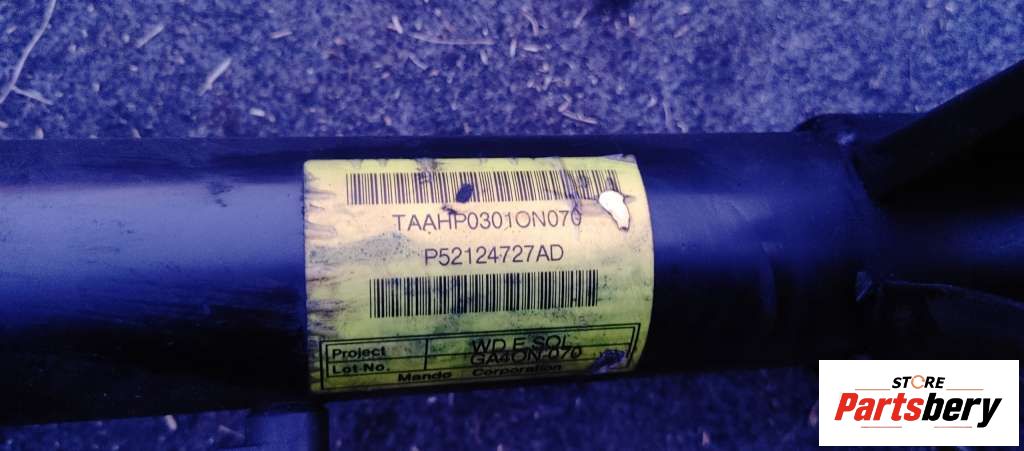 TAAHP0301ON070
P52124727AD
Project WD E SOL
Lot-No. GA4ON-070
Mando Corporation
STORE
Partsbery